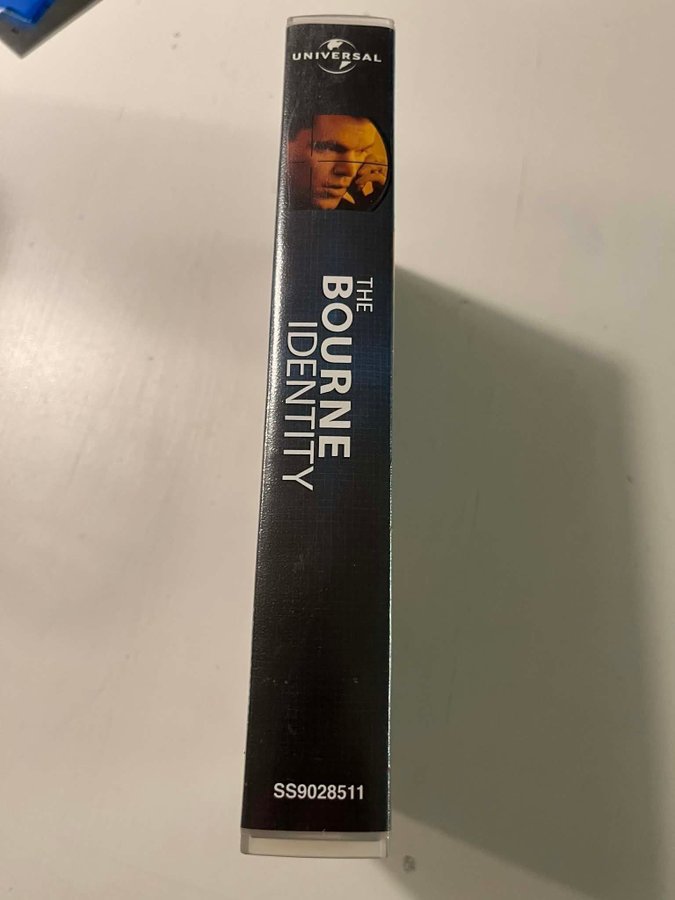 UNIVERSAL
THE
BOURNE
IDENTITY
SS9028511